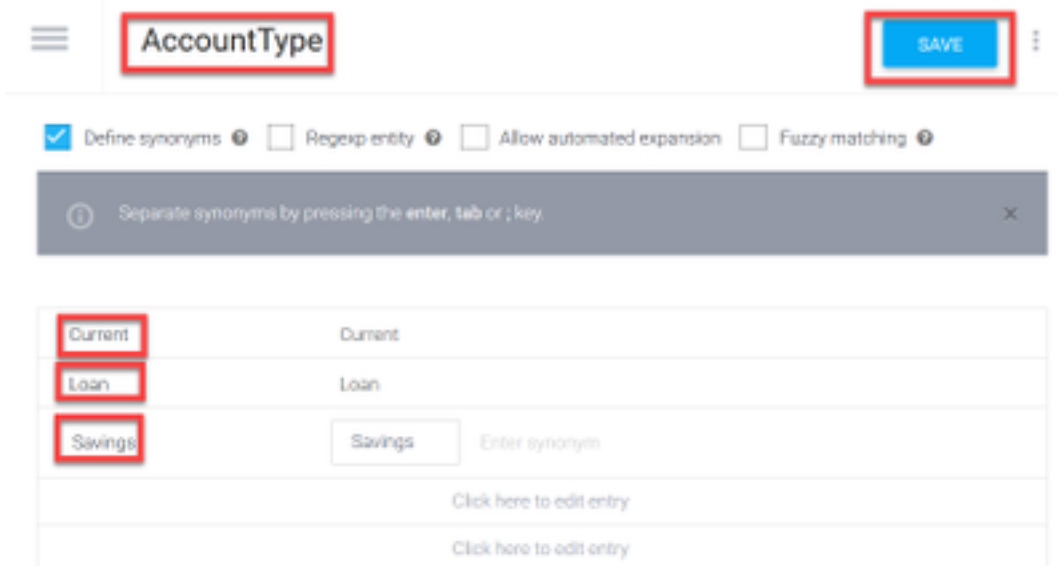 AccountType SAVE
Define synonyms Regexp entity Allow automated expansion Fuzzy matching
Separate synonyms by pressing the enter, tab or ; key.
Current Current
Loan Loan
Savings Savings Enter synonym
Click here to edit entry
Click here to edit entry